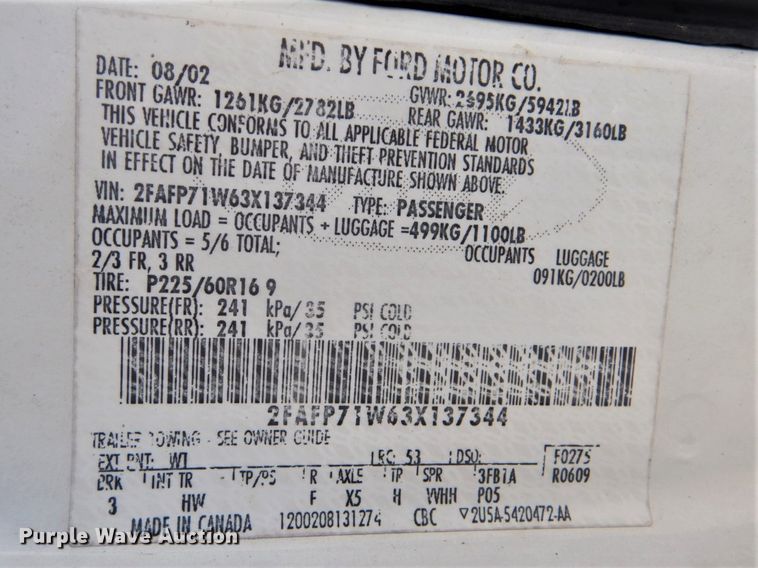 MFD. BY FORD MOTOR CO.
DATE: 08/02 GVWR: 2695KG/5942LB
FRONT GAWR: 1261KG/2782LB REAR GAWR: 1433KG/3160LB
THIS VEHICLE CONFORMS TO ALL APPLICABLE FEDERAL MOTOR
VEHICLE SAFETY, BUMPER, AND THEFT PREVENTION STANDARDS
IN EFFECT ON THE DATE OF MANUFACTURE SHOWN ABOVE.
VIN: 2FAFP71W63X137344 TYPE: PASSENGER
MAXIMUM LOAD = OCCUPANTS + LUGGAGE =499KG/1100LB
OCCUPANTS = 5/6 TOTAL; OCCUPANTS LUGGAGE
2/3 FR, 3 RR 091KG/0200LB
TIRE: P225/60R16 9
PRESSURE(FR): 241 kPa/ 35 PSI COLD
PRESSURE(RR): 241 kPa/ 35 PSI COLD
2FAFP71W63X137344
TRAILER TOWING - SEE OWNER GUIDE
EXT PNT: WT RC: 53 DSO: F0275
BRK INT TR TP/PS R AXLE TP SPR 3FB1A R0609
3 HW F X5 H VVHH P05
MADE IN CANADA 1200208131274 CBC ▽2U5A-5420472-AA
Purple Wave Auction